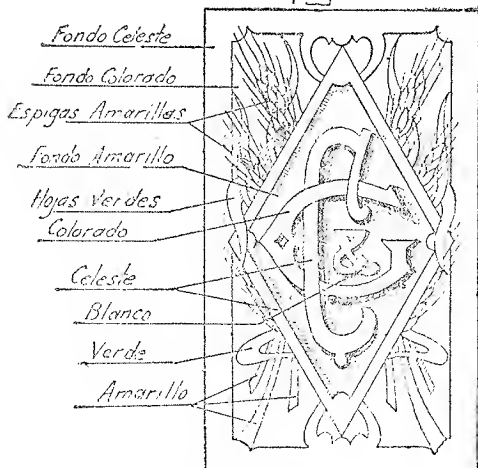 Fondo Celeste
Fondo Colorado
Espigas Amarillas
Fondo Amarillo
Hojas Verdes
Colorado
Celeste
Blanco
Verde
Amarillo